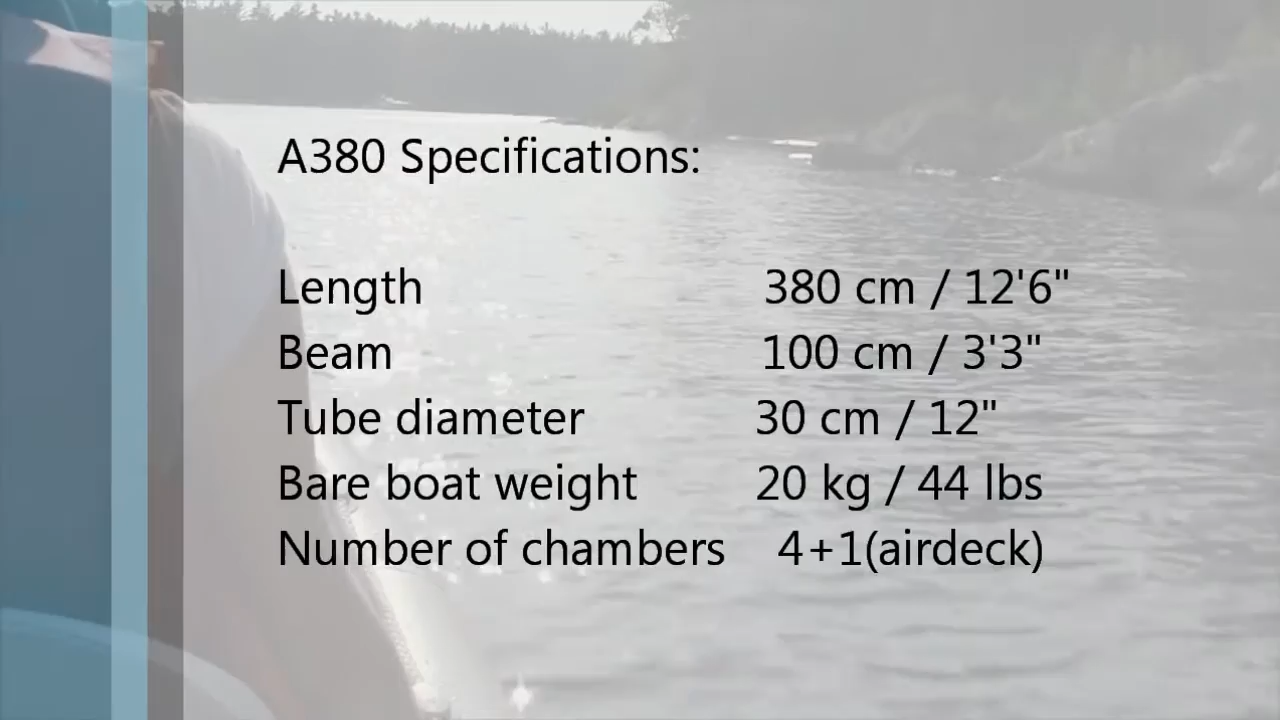 A380 Specifications:
Length 380 cm / 12'6"
Beam 100 cm / 3'3"
Tube diameter 30 cm / 12"
Bare boat weight 20 kg / 44 lbs
Number of chambers 4+1(airdeck)